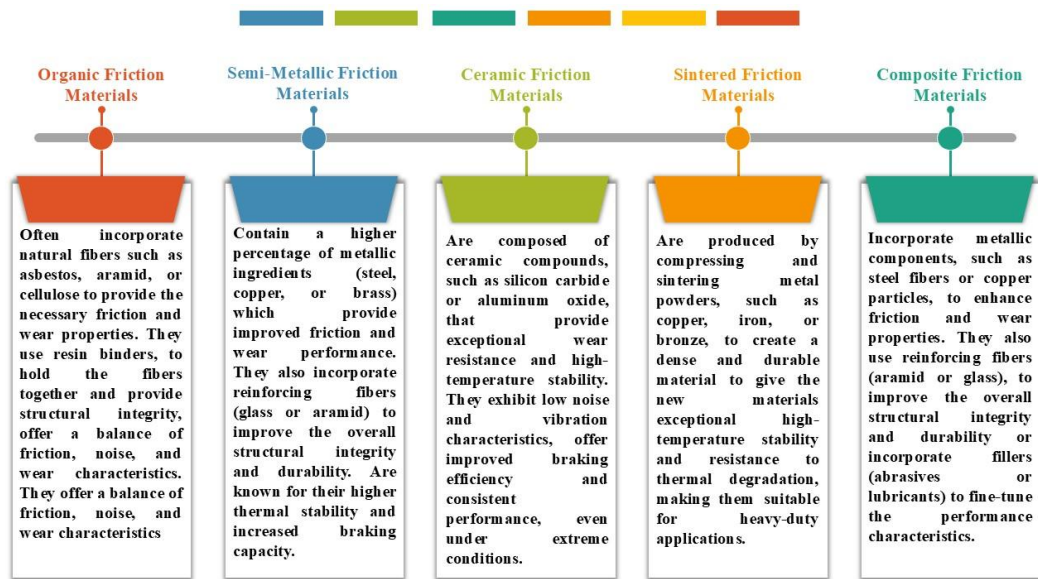 Organic Friction
Materials
Semi-Metallic Friction
Materials
Ceramic Friction
Materials
Sintered Friction
Materials
Composite Friction
Materials
Often incorporate
natural fibers such as
asbestos, aramid, or
cellulose to provide the
necessary friction and
wear properties. They
use resin binders, to
hold the fibers
together and provide
structural integrity,
offer a balance of
friction, noise, and
wear characteristics.
They offer a balance of
friction, noise, and
wear characteristics
Contain a higher
percentage of metallic
ingredients (steel,
copper, or brass)
which provide
improved friction and
wear performance.
They also incorporate
reinforcing fibers
(glass or aramid) to
improve the overall
structural integrity
and durability. Are
known for their higher
thermal stability and
increased braking
capacity.
Are composed of
ceramic compounds,
such as silicon carbide
or aluminum oxide,
that provide
exceptional wear
resistance and high-
temperature stability.
They exhibit low noise
and vibration
characteristics, offer
improved braking
efficiency and
consistent
performance, even
under extreme
conditions.
Are produced by
compressing and
sintering metal
powders, such as
copper, iron, or
bronze, to create a
dense and durable
material to give the
new materials
exceptional high-
temperature stability
and resistance to
thermal degradation,
making them suitable
for heavy-duty
applications.
Incorporate metallic
components, such as
steel fibers or copper
particles, to enhance
friction and wear
properties. They also
use reinforcing fibers
(aramid or glass), to
improve the overall
structural integrity
and durability or
incorporate fillers
(abrasives or
lubricants) to fine-tune
the performance
characteristics.